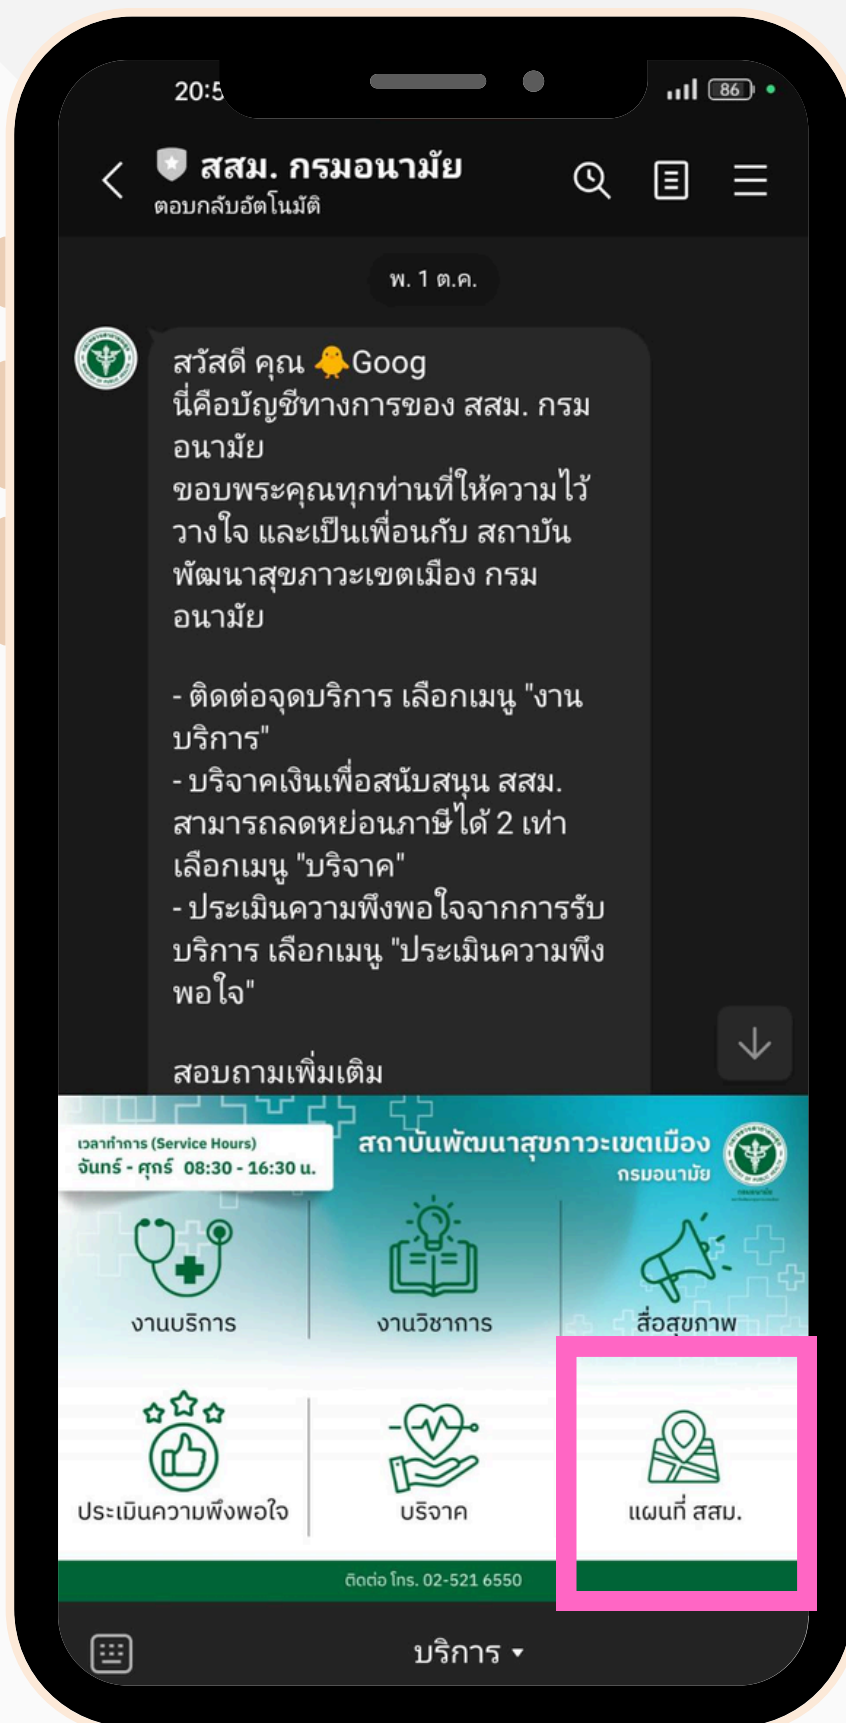 20:5
86
สสม. กรมอนามัย
ตอบกลับอัตโนมัติ
พ. 1 ต.ค.
สวัสดี คุณ 🐥Goog
นี่คือบัญชีทางการของ สสม. กรม
อนามัย
ขอบพระคุณทุกท่านที่ให้ความไว้
วางใจ และเป็นเพื่อนกับ สถาบัน
พัฒนาสุขภาวะเขตเมือง กรม
อนามัย
- ติดต่อจุดบริการ เลือกเมนู "งาน
บริการ"
- บริจาคเงินเพื่อสนับสนุน สสม.
สามารถลดหย่อนภาษีได้ 2 เท่า
เลือกเมนู "บริจาค"
- ประเมินความพึงพอใจจากการรับ
บริการ เลือกเมนู "ประเมินความพึง
พอใจ"
สอบถามเพิ่มเติม
เวลาทำการ (Service Hours)
จันทร์ - ศุกร์ 08:30 - 16:30 น.
สถาบันพัฒนาสุขภาวะเขตเมือง
กรมอนามัย
งานบริการ
งานวิชาการ
สื่อสุขภาพ
ประเมินความพึงพอใจ
บริจาค
แผนที่ สสม.
ติดต่อ โทร. 02-521 6550
บริการ